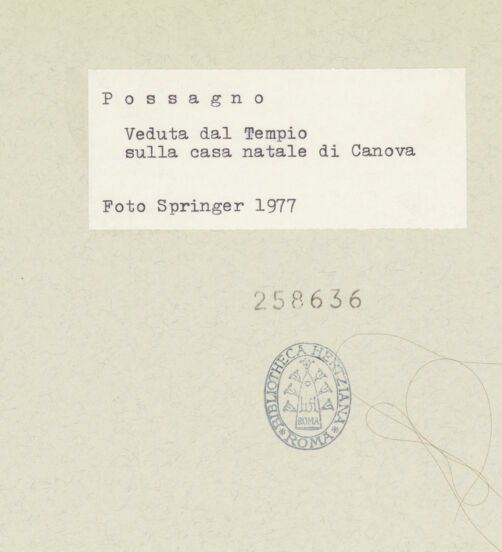 Possagno
Veduta dal Tempio
sulla casa natale di Canova
Foto Springer 1977
258636
BIBLIOTHECA HERTZIANA
* ROMA *
ROMA